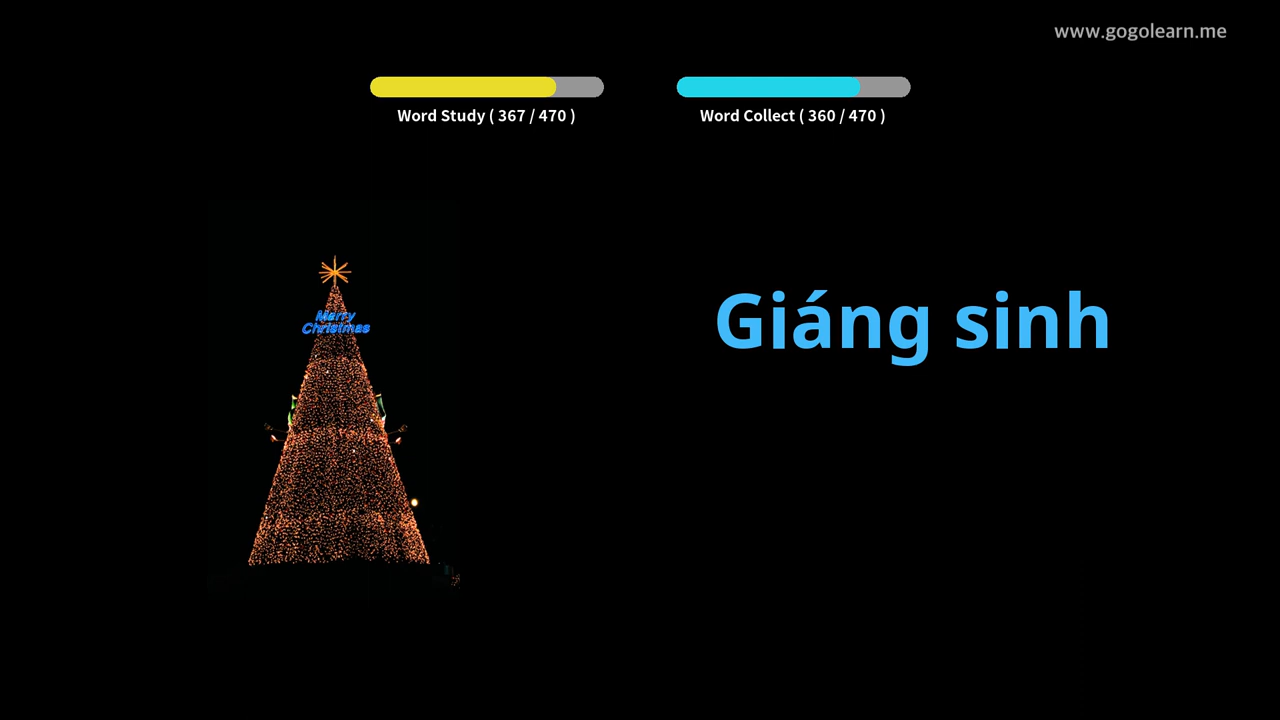 www.gogolearn.me
Word Study ( 367 / 470 )
Word Collect ( 360 / 470 )
Merry
Christmas
Giáng sinh